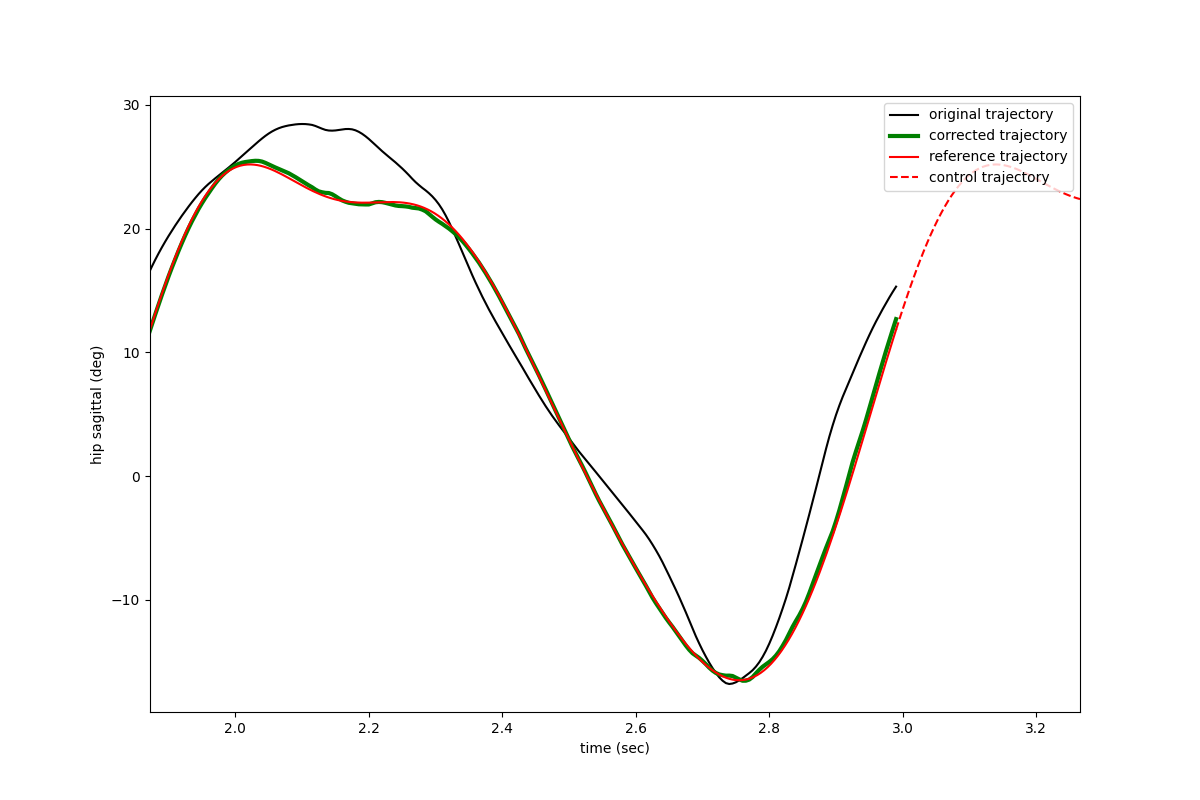 30
20
10
0
−10
hip sagittal (deg)
original trajectory
corrected trajectory
reference trajectory
control trajectory
2.0 2.2 2.4 2.6 2.8 3.0 3.2
time (sec)